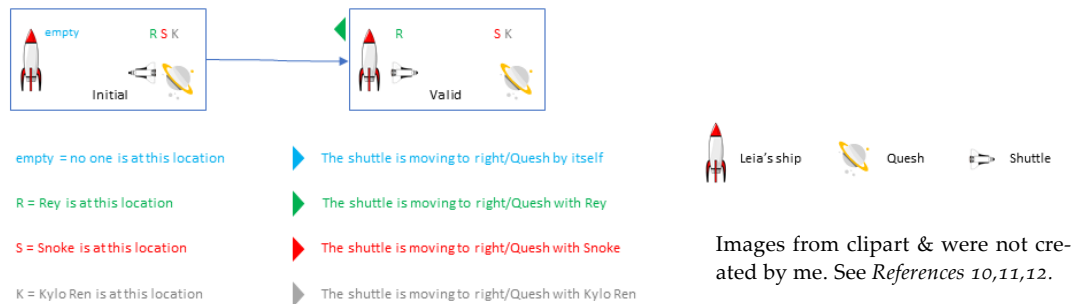 empty
R S K
R
S K
Initial
Valid
empty = no one is at this location
The shuttle is moving to right/Quesh by itself
R = Rey is at this location
The shuttle is moving to right/Quesh with Rey
S = Snoke is at this location
The shuttle is moving to right/Quesh with Snoke
K = Kylo Ren is at this location
The shuttle is moving to right/Quesh with Kylo Ren
Leia's ship
Quesh
Shuttle
Images from clipart & were not cre-
ated by me. See References 10,11,12.